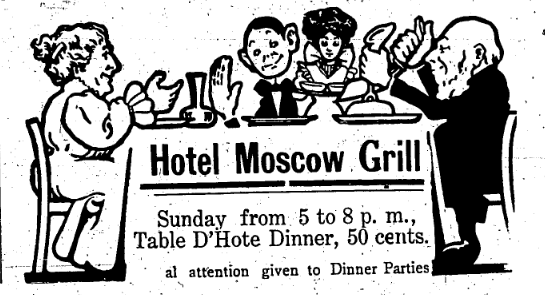 Hotel Moscow Grill
Sunday from 5 to 8 p. m.,
Table D'Hote Dinner, 50 cents.
al attention given to Dinner Parties